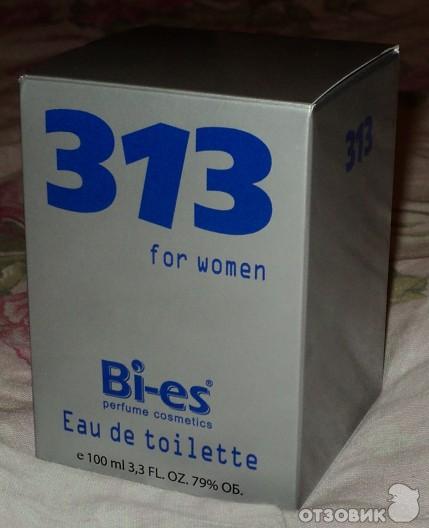 313
for women
Bi-es®
perfume cosmetics
Eau de toilette
e 100 ml 3,3 FL. OZ. 79% ОБ.
313
ОТЗОВИК